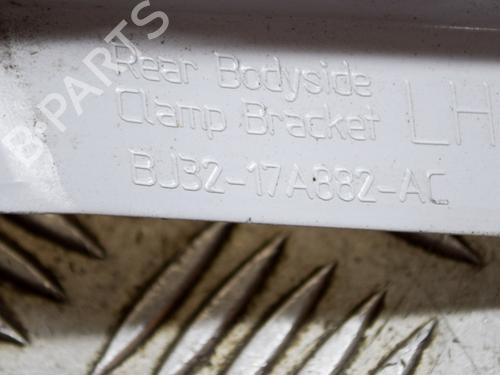 Rear Bodyside
Clamp Bracket LH
BJ32-17A882-AC
B-PARTS